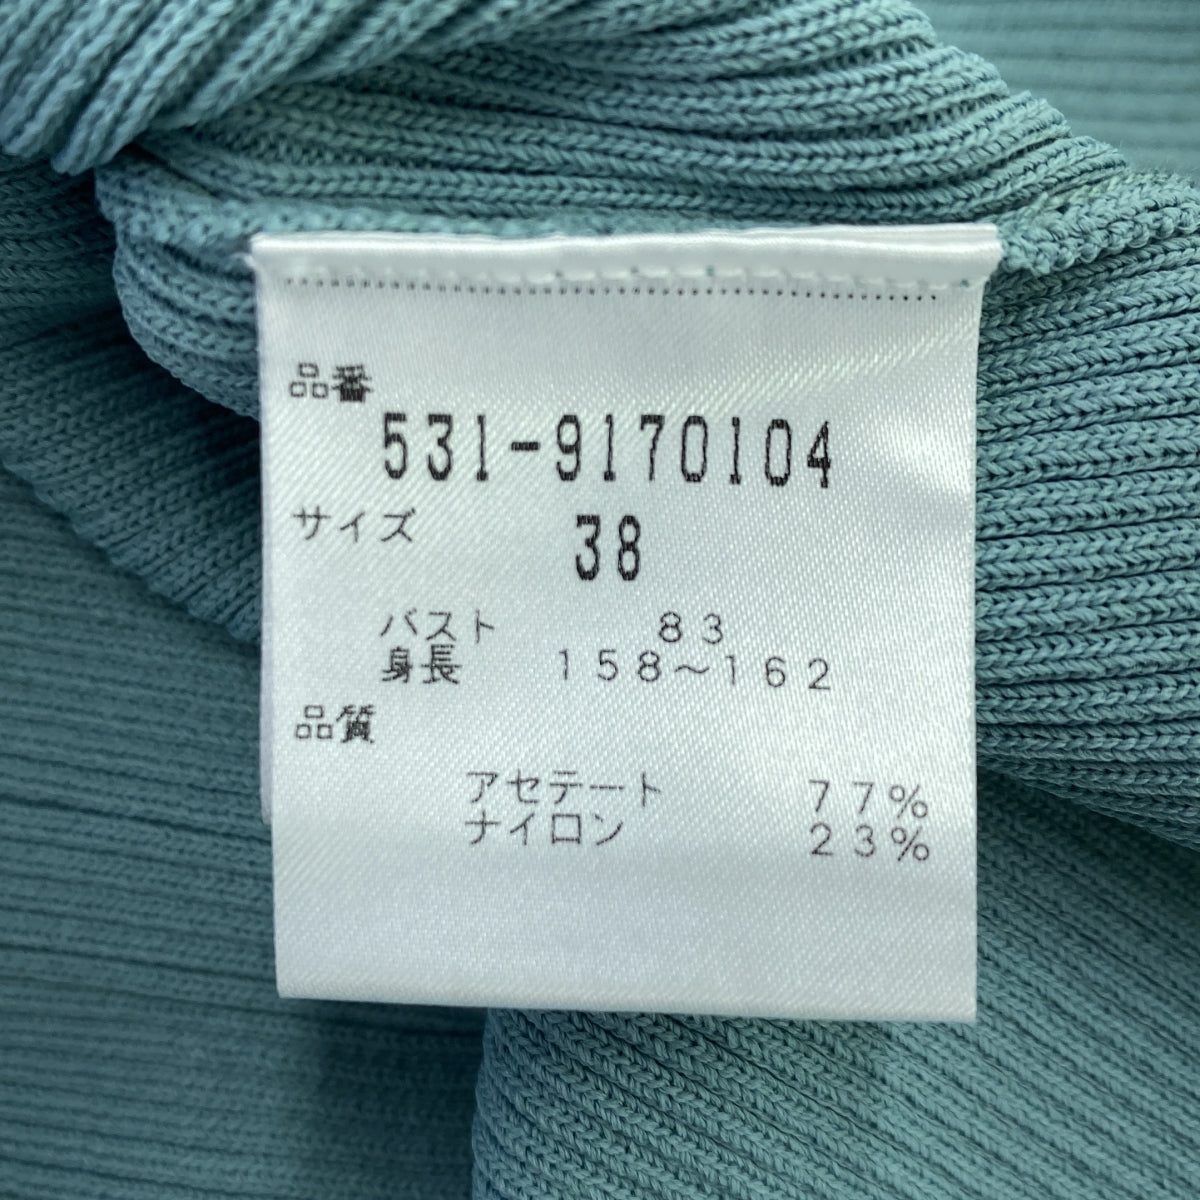 品番
531-9170104
サイズ 38
バスト 83
身長 158～162
品質
アセテート 77%
ナイロン 23%